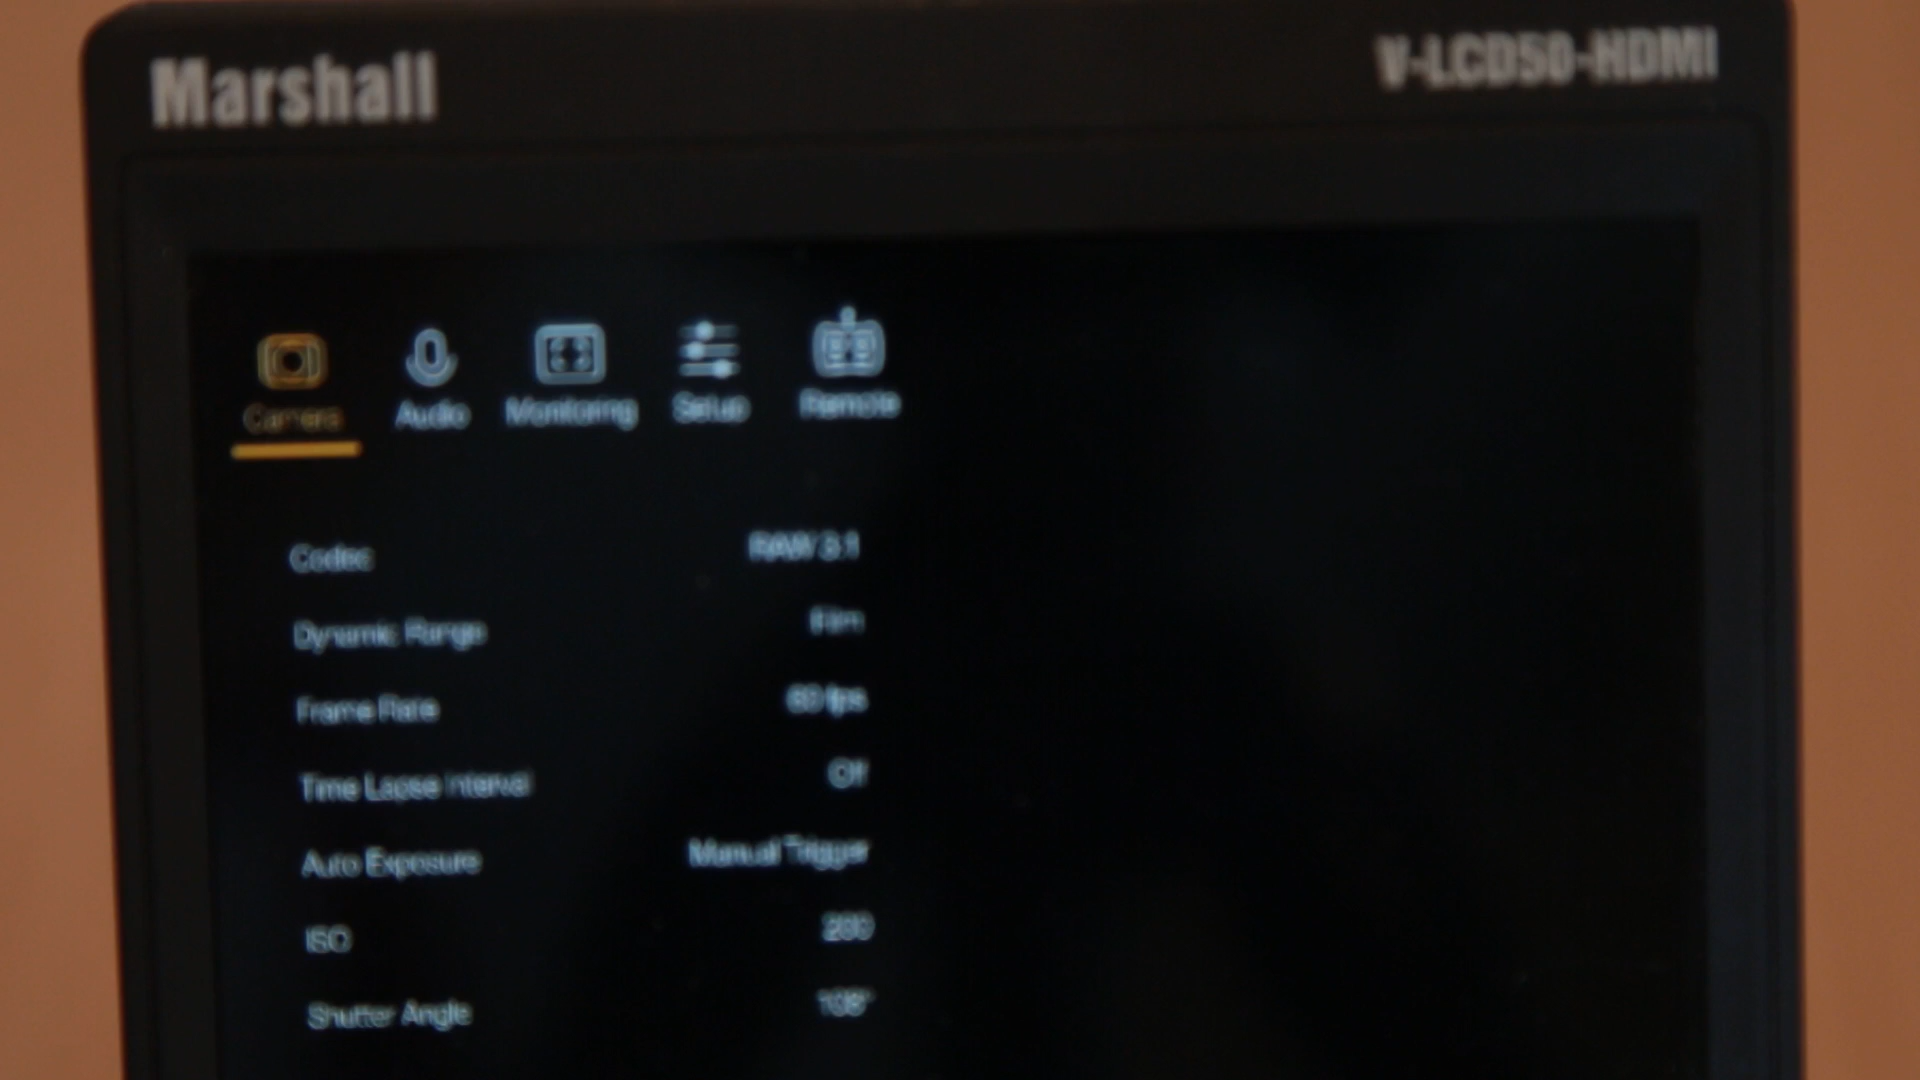 Marshall V-LCD50-HDMI
Camera Audio Monitoring Setup Remote
Codec RAW 3:1
Dynamic Range Film
Frame Rate 60 fps
Time Lapse Interval Off
Auto Exposure Manual Trigger
ISO 200
Shutter Angle 108°